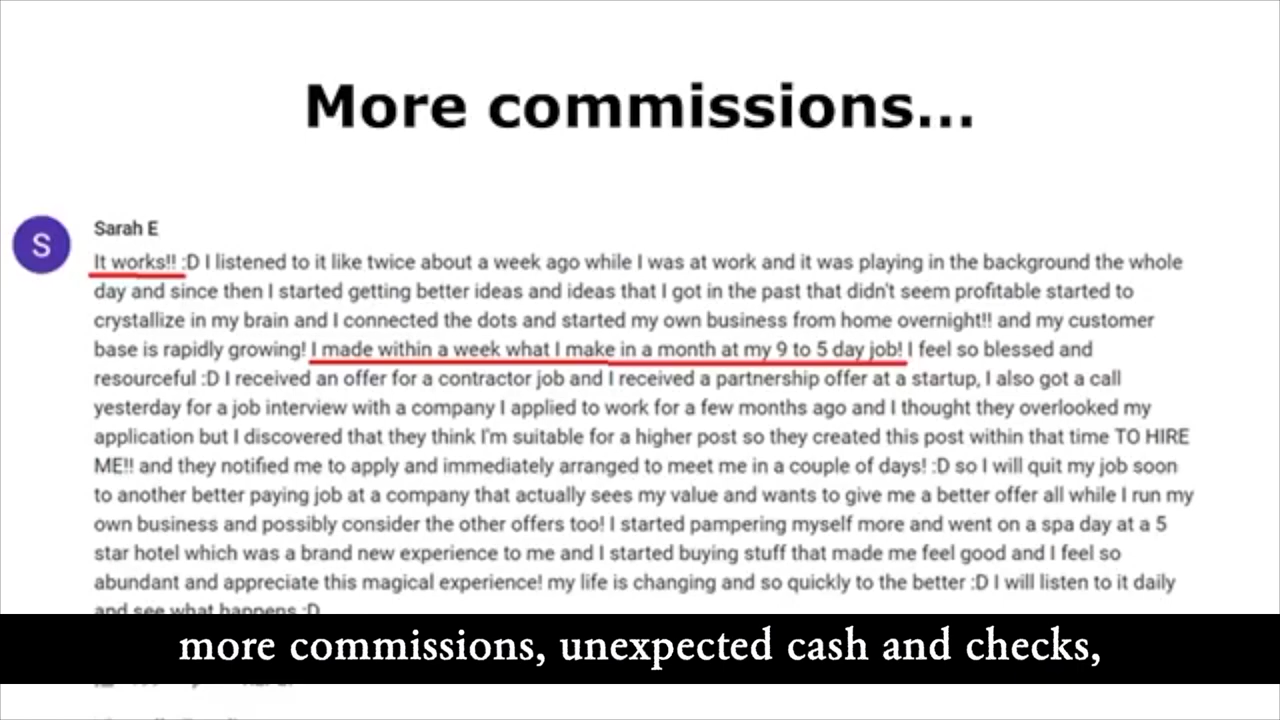 More commissions...
S
Sarah E
It works!! :D I listened to it like twice about a week ago while I was at work and it was playing in the background the whole
day and since then I started getting better ideas and ideas that I got in the past that didn't seem profitable started to
crystallize in my brain and I connected the dots and started my own business from home overnight!! and my customer
base is rapidly growing! I made within a week what I make in a month at my 9 to 5 day job! I feel so blessed and
resourceful :D I received an offer for a contractor job and I received a partnership offer at a startup, I also got a call
yesterday for a job interview with a company I applied to work for a few months ago and I thought they overlooked my
application but I discovered that they think I'm suitable for a higher post so they created this post within that time TO HIRE
ME!! and they notified me to apply and immediately arranged to meet me in a couple of days! :D so I will quit my job soon
to another better paying job at a company that actually sees my value and wants to give me a better offer all while I run my
own business and possibly consider the other offers too! I started pampering myself more and went on a spa day at a 5
star hotel which was a brand new experience to me and I started buying stuff that made me feel good and I feel so
abundant and appreciate this magical experience! my life is changing and so quickly to the better :D I will listen to it daily
and see what happens :D
more commissions, unexpected cash and checks,